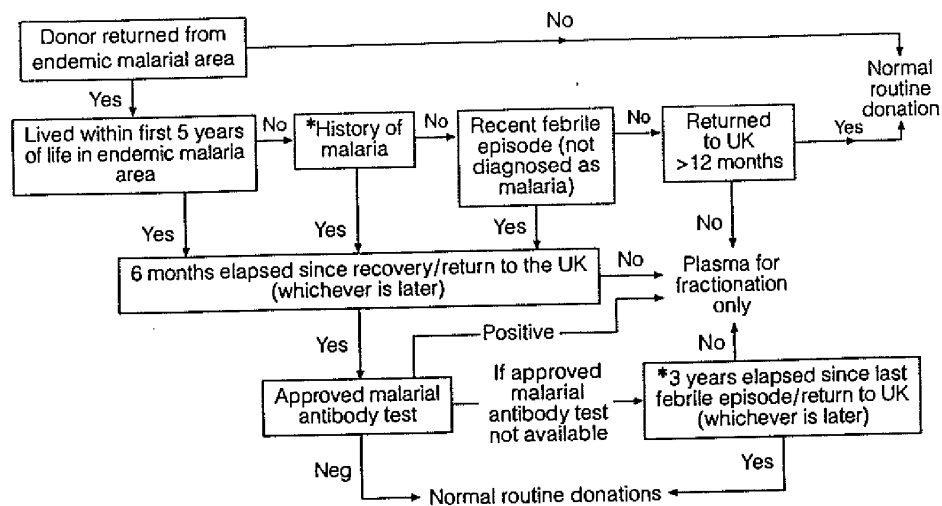 No
Donor returned from
endemic malarial area
Normal
routine
donation
Yes
Lived within first 5 years
of life in endemic malaria
area
No
*History of
malaria
No
Recent febrile
episode (not
diagnosed as
malaria)
No
Returned
to UK
>12 months
Yes
Yes
Yes
Yes
No
6 months elapsed since recovery/return to the UK
(whichever is later)
No
Plasma for
fractionation
only
Positive
Yes
No
Approved malarial
antibody test
If approved
malarial
antibody test
not available
*3 years elapsed since last
febrile episode/return to UK
(whichever is later)
Neg
Yes
Normal routine donations